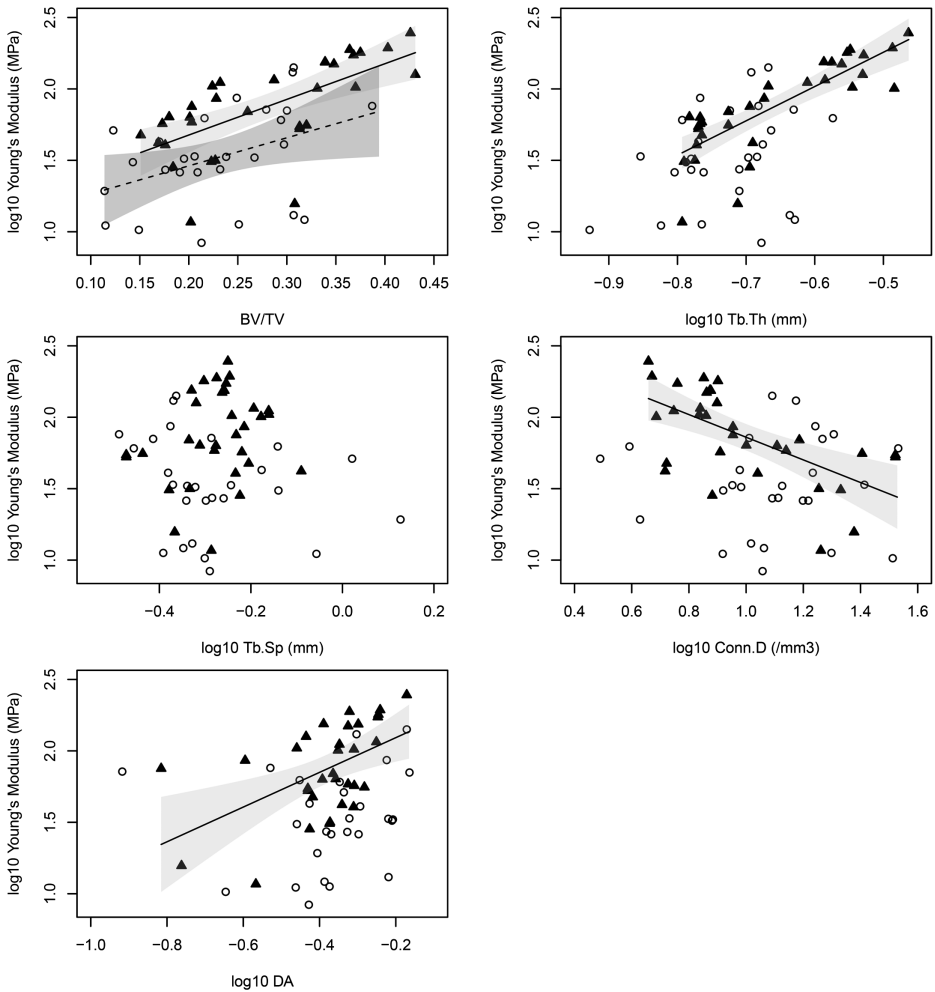 log10 Young's Modulus (MPa)
1.0 1.5 2.0 2.5
0.10 0.15 0.20 0.25 0.30 0.35 0.40 0.45
BV/TV
log10 Young's Modulus (MPa)
1.0 1.5 2.0 2.5
−0.9 −0.8 −0.7 −0.6 −0.5
log10 Tb.Th (mm)
log10 Young's Modulus (MPa)
1.0 1.5 2.0 2.5
−0.4 −0.2 0.0 0.2
log10 Tb.Sp (mm)
log10 Young's Modulus (MPa)
1.0 1.5 2.0 2.5
0.4 0.6 0.8 1.0 1.2 1.4 1.6
log10 Conn.D (/mm3)
log10 Young's Modulus (MPa)
1.0 1.5 2.0 2.5
−1.0 −0.8 −0.6 −0.4 −0.2
log10 DA